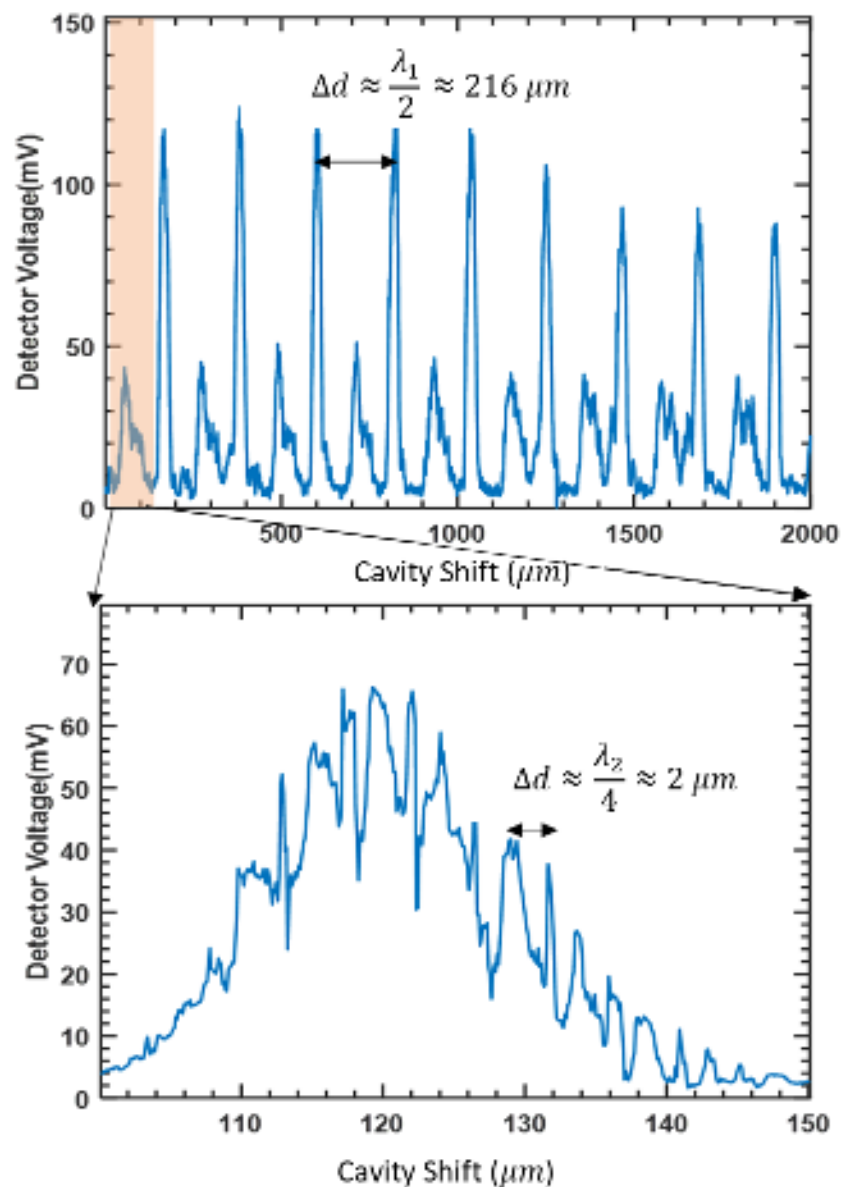 150
100
50
0
Detector Voltage(mV)
Δd ≈ λ₁/2 ≈ 216 μm
500 1000 1500 2000
Cavity Shift (μm)
70
60
50
40
30
20
10
0
Detector Voltage(mV)
Δd ≈ λ₂/4 ≈ 2 μm
110 120 130 140 150
Cavity Shift (μm)